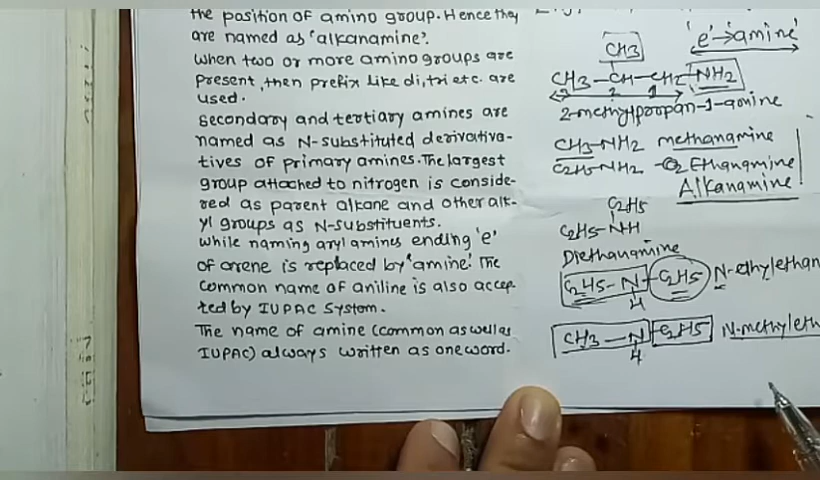 the position of amino group. Hence they
are named as 'alkanamine'.
When two or more amino groups are
present, then prefix like di, tri etc. are
used.
Secondary and tertiary amines are
named as N-substituted derivativa-
tives of primary amines. The largest
group attached to nitrogen is conside-
red as parent alkane and other alk-
yl groups as N-substituents.
While naming aryl amines ending 'e'
of arene is replaced by 'amine'. The
common name of aniline is also accep-
ted by IUPAC System.
The name of amine (common as well as
IUPAC) always written as one word.
'e'→amine'
CH3
CH3-CH-CH2-NH2
3 2 1
2-methylpropan-1-amine
CH3-NH2 methanamine
C2H5-NH2 Ethanamine
Alkanamine
C2H5
C2H5-NH
Diethanamine
C2H5-N-C2H5 N-ethylethan
H
CH3-N-C2H5 N-methyleth
H